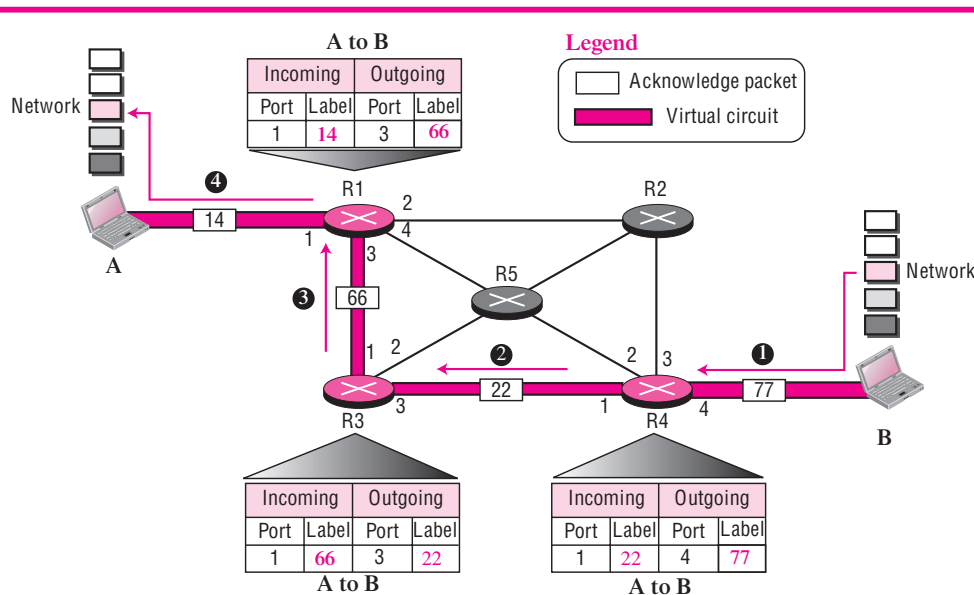 A to B
Incoming Outgoing
Port Label Port Label
1 14 3 66
Legend
Acknowledge packet
Virtual circuit
Network
4
R1
R2
14
1
2
4
3
A
3
66
R5
Network
1
2
2
1
2
3
R3
3
22
1
R4
4
77
B
Incoming Outgoing
Port Label Port Label
1 66 3 22
A to B
Incoming Outgoing
Port Label Port Label
1 22 4 77
A to B